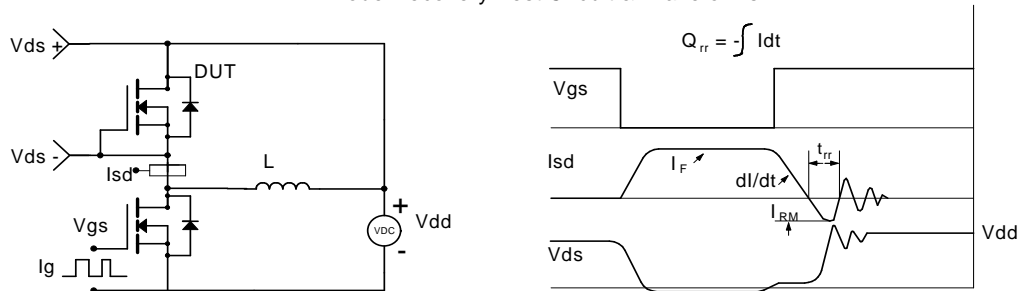 Vds +
DUT
Vds -
Isd
L
Vgs
Ig
+
VDC
-
Vdd
Q rr = - ∫ Idt
Vgs
Isd
I F
dI/dt
t rr
I RM
Vds
Vdd